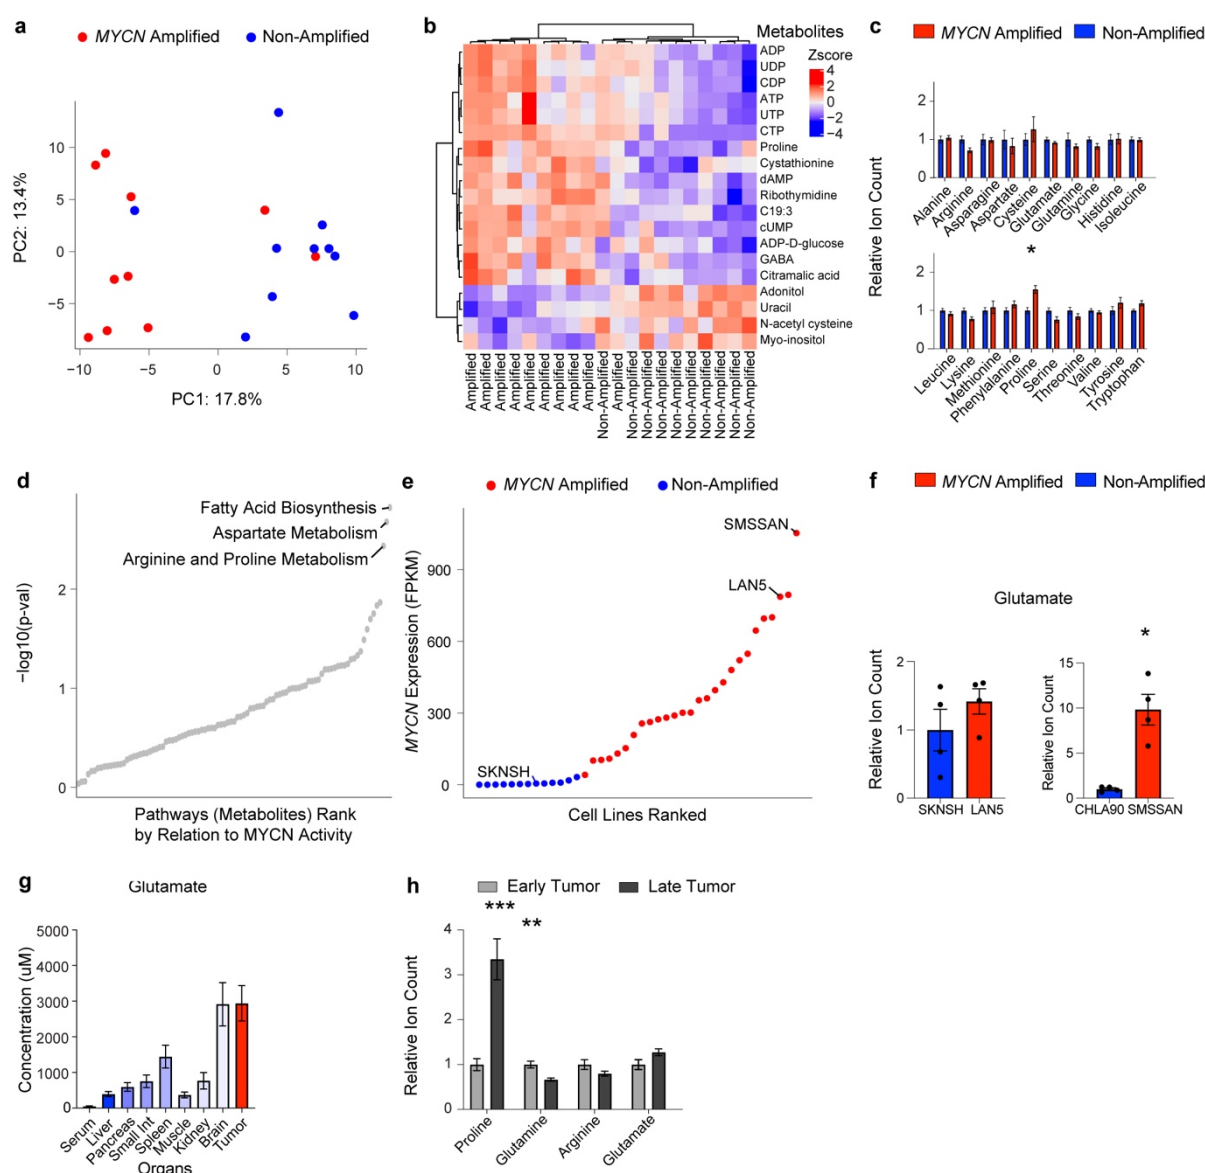 a
MYCN Amplified
Non-Amplified
PC2: 13.4%
10
5
0
−5
−10
−5
0
5
10
PC1: 17.8%
b
Metabolites
ADP
UDP
CDP
ATP
UTP
CTP
Proline
Cystathionine
dAMP
Ribothymidine
C19:3
cUMP
ADP-D-glucose
GABA
Citramalic acid
Adonitol
Uracil
N-acetyl cysteine
Myo-inositol
Zscore
4
2
0
−2
−4
Amplified
Amplified
Amplified
Amplified
Amplified
Amplified
Amplified
Amplified
Amplified
Non-Amplified
Amplified
Non-Amplified
Non-Amplified
Non-Amplified
Non-Amplified
Non-Amplified
Non-Amplified
Non-Amplified
Non-Amplified
Non-Amplified
c
MYCN Amplified
Non-Amplified
Relative Ion Count
2
1
0
Alanine
Arginine
Asparagine
Aspartate
Cysteine
Glutamate
Glutamine
Glycine
Histidine
Isoleucine
*
2
1
0
Leucine
Lysine
Methionine
Phenylalanine
Proline
Serine
Threonine
Valine
Tyrosine
Tryptophan
d
−log10(p-val)
2
1
0
Fatty Acid Biosynthesis
Aspartate Metabolism
Arginine and Proline Metabolism
Pathways (Metabolites) Rank
by Relation to MYCN Activity
e
MYCN Amplified
Non-Amplified
MYCN Expression (FPKM)
900
600
300
0
SMSSAN
LAN5
SKNSH
Cell Lines Ranked
f
MYCN Amplified
Non-Amplified
Glutamate
Relative Ion Count
2
1
0
SKNSH
LAN5
*
Relative Ion Count
15
10
5
0
CHLA90
SMSSAN
g
Glutamate
Concentration (uM)
5000
4000
3000
2000
1000
0
Serum
Liver
Pancreas
Small Int
Spleen
Muscle
Kidney
Brain
Tumor
Organs
h
Early Tumor
Late Tumor
***
**
Relative Ion Count
4
3
2
1
0
Proline
Glutamine
Arginine
Glutamate